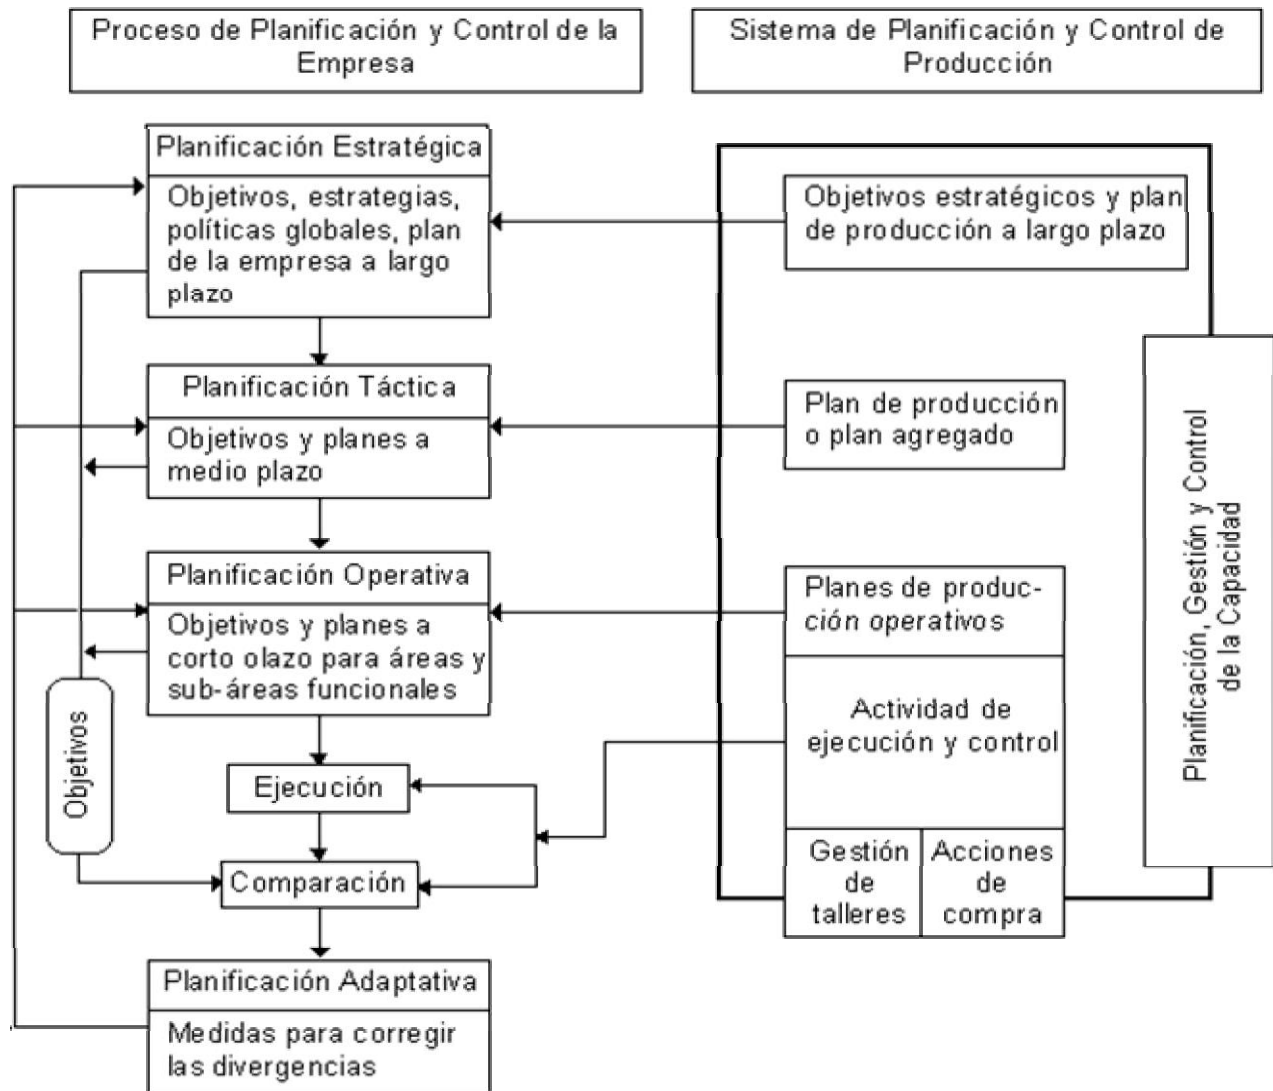 Proceso de Planificación y Control de la
Empresa
Sistema de Planificación y Control de
Producción
Planificación Estratégica
Objetivos, estrategias,
políticas globales, plan
de la empresa a largo
plazo
Objetivos estratégicos y plan
de producción a largo plazo
Planificación Táctica
Objetivos y planes a
medio plazo
Plan de producción
o plan agregado
Planificación Operativa
Objetivos y planes a
corto olazo para áreas y
sub-áreas funcionales
Planes de produc-
ción operativos
Actividad de
ejecución y control
Gestión
de
talleres
Acciones
de
compra
Planificación, Gestión y Control
de la Capacidad
Objetivos
Ejecución
Comparación
Planificación Adaptativa
Medidas para corregir
las divergencias